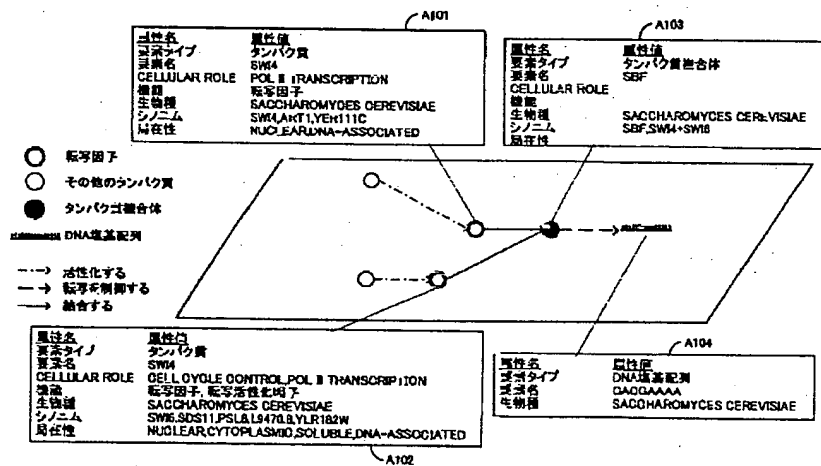 A101
属性名 属性値
要素タイプ タンパク質
要素名 SWI4
CELLULAR ROLE POL II TRANSCRIPTION
機能 転写因子
生物種 SACCHAROMYCES CEREVISIAE
シノニム SWI4,ART1,YER111C
局在性 NUCLEAR,DNA-ASSOCIATED
A103
属性名 属性値
要素タイプ タンパク質複合体
要素名 SBF
CELLULAR ROLE
機能
生物種 SACCHAROMYCES CEREVISIAE
シノニム SBF,SWI4+SWI6
局在性
転写因子
その他のタンパク質
タンパク質複合体
DNA塩基配列
活性化する
転写を制御する
結合する
属性名 属性値
要素タイプ タンパク質
要素名 SWI4
CELLULAR ROLE CELL CYCLE CONTROL,POL II TRANSCRIPTION
機能 転写因子,転写活性化因子
生物種 SACCHAROMYCES CEREVISIAE
シノニム SWI6,SDS11,PSL8,L9470.8,YLR182W
局在性 NUCLEAR,CYTOPLASMIC,SOLUBLE,DNA-ASSOCIATED
A102
A104
属性名 属性値
要素タイプ DNA塩基配列
要素名
生物種 SACCHAROMYCES CEREVISIAE